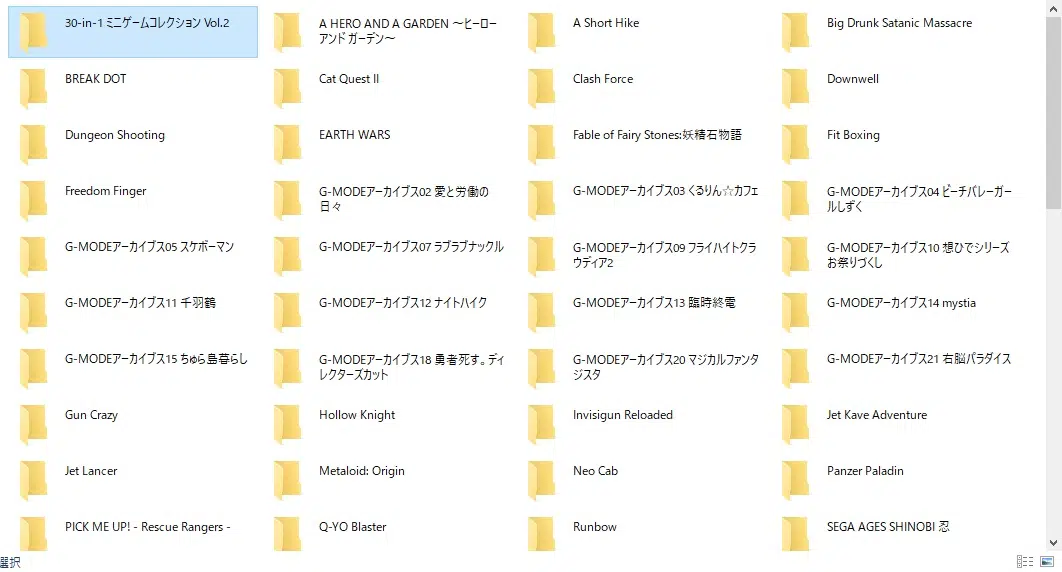 30-in-1 ミニゲームコレクション Vol.2
A HERO AND A GARDEN ～ヒーロー
アンド ガーデン～
A Short Hike
Big Drunk Satanic Massacre
BREAK DOT
Cat Quest II
Clash Force
Downwell
Dungeon Shooting
EARTH WARS
Fable of Fairy Stones:妖精石物語
Fit Boxing
Freedom Finger
G-MODEアーカイブス02 愛と労働の
日々
G-MODEアーカイブス03 くるりん☆カフェ
G-MODEアーカイブス04 ビーチバレーガー
ルしずく
G-MODEアーカイブス05 スケボーマン
G-MODEアーカイブス07 ラブラブナックル
G-MODEアーカイブス09 フライハイトクラ
ウディア2
G-MODEアーカイブス10 想ひでシリーズ
お祭りづくし
G-MODEアーカイブス11 千羽鶴
G-MODEアーカイブス12 ナイトハイク
G-MODEアーカイブス13 臨時終電
G-MODEアーカイブス14 mystia
G-MODEアーカイブス15 ちゅら島暮らし
G-MODEアーカイブス18 勇者死す。ディ
レクターズカット
G-MODEアーカイブス20 マジカルファンタ
ジスタ
G-MODEアーカイブス21 右脳パラダイス
Gun Crazy
Hollow Knight
Invisigun Reloaded
Jet Kave Adventure
Jet Lancer
Metaloid: Origin
Neo Cab
Panzer Paladin
PICK ME UP! - Rescue Rangers -
Q-YO Blaster
Runbow
SEGA AGES SHINOBI 忍
選択